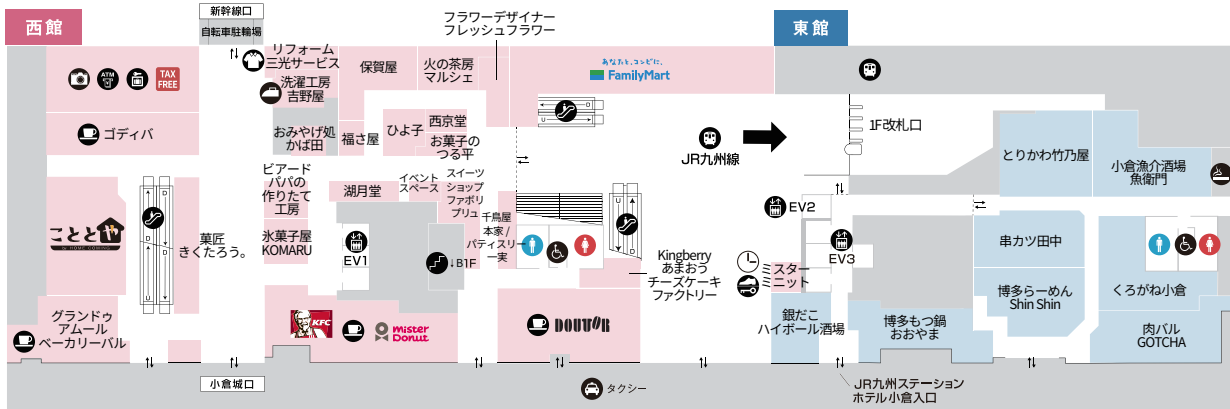 西館
新幹線口
自転車駐輪場
フラワーデザイナー
フレッシュフラワー
東館
ATM
TAX
FREE
リフォーム
三光サービス
洗濯工房
吉野屋
保賀屋
火の茶房
マルシェ
あなたと、コンビに、
FamilyMart
ゴディバ
おみやげ処
かば田
福さ屋
ひよ子
西京堂
お菓子の
つる平
JR九州線
1F改札口
とりかわ竹乃屋
小倉漁介酒場
魚衛門
こととや
by HOME COMING
U
D
D
U
菓匠
きくたろう。
ビアード
パパの
作りたて
工房
氷菓子屋
KOMARU
湖月堂
イベント
スペース
スイーツ
ショップ
ファボリ
プリュ
千鳥屋
本家/
パティスリー
一実
EV1
↓B1F
U
D
Kingberry
あまおう
チーズケーキ
ファクトリー
EV2
EV3
スター
ミニット
串カツ田中
博多らーめん
Shin Shin
くろがね小倉
肉バル
GOTCHA
グランドゥ
アムール
ベーカリーバル
KFC
mister
Donut
DOUTOR
銀だこ
ハイボール酒場
博多もつ鍋
おおやま
小倉城口
タクシー
JR九州ステーション
ホテル小倉入口